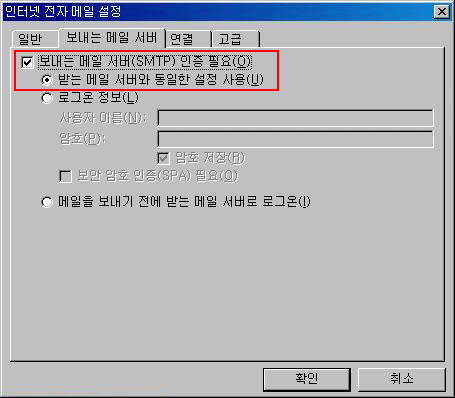 인터넷 전자 메일 설정
일반 보내는 메일 서버 연결 고급
보내는 메일 서버(SMTP) 인증 필요(O)
받는 메일 서버와 동일한 설정 사용(U)
로그온 정보(L)
사용자 이름(N):
암호(P):
암호 저장(R)
보안 암호 인증(SPA) 필요(Q)
메일을 보내기 전에 받는 메일 서버로 로그온(I)
확인 취소